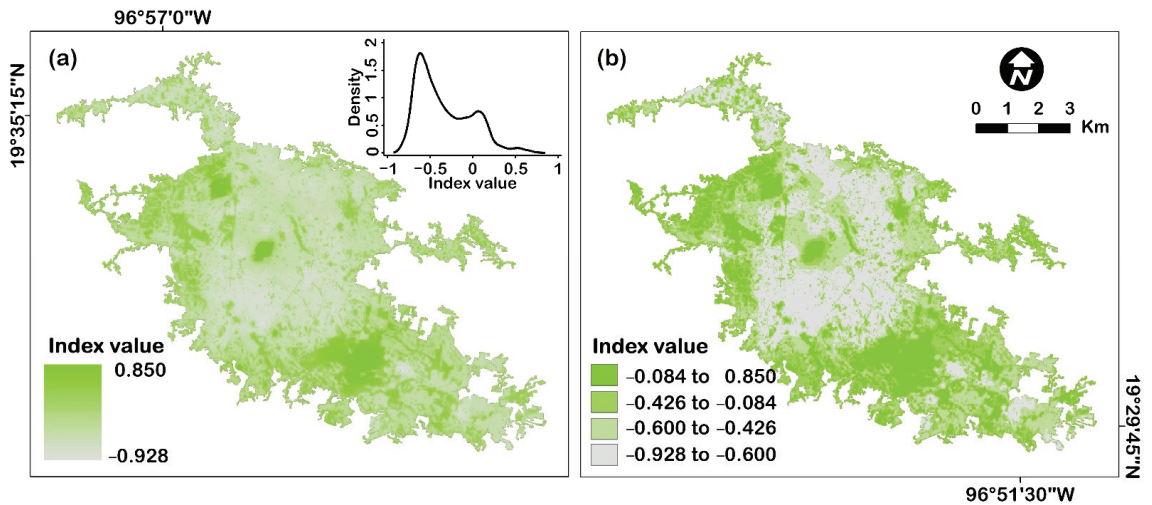 96°57'0"W
19°35'15"N
(a)
Density
2
1.5
1
0.5
0
−1 −0.5 0 0.5 1
Index value
Index value
0.850
−0.928
(b)
N
0 1 2 3
Km
Index value
−0.084 to 0.850
−0.426 to −0.084
−0.600 to −0.426
−0.928 to −0.600
19°29'45"N
96°51'30"W